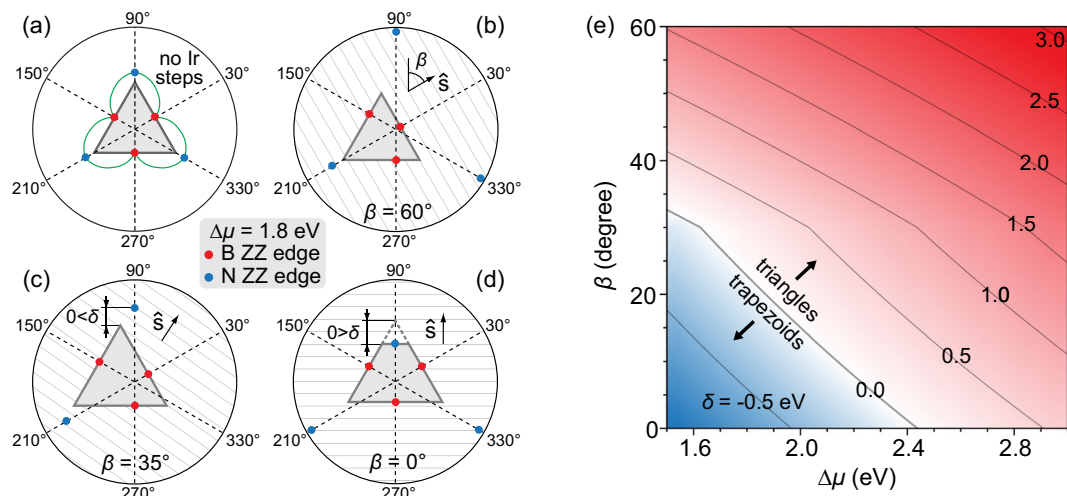 (a)
90°
no Ir
steps
150°
30°
210°
330°
270°
(b)
90°
β
ŝ
150°
30°
210°
330°
β = 60°
270°
Δμ = 1.8 eV
B ZZ edge
N ZZ edge
(c)
90°
0<δ
ŝ
150°
30°
210°
330°
β = 35°
270°
(d)
90°
0>δ
ŝ
150°
30°
210°
330°
β = 0°
270°
(e)
60
40
20
0
β (degree)
3.0
2.5
2.0
1.5
1.0
0.5
0.0
triangles
trapezoids
δ = -0.5 eV
1.6
2.0
2.4
2.8
Δμ (eV)